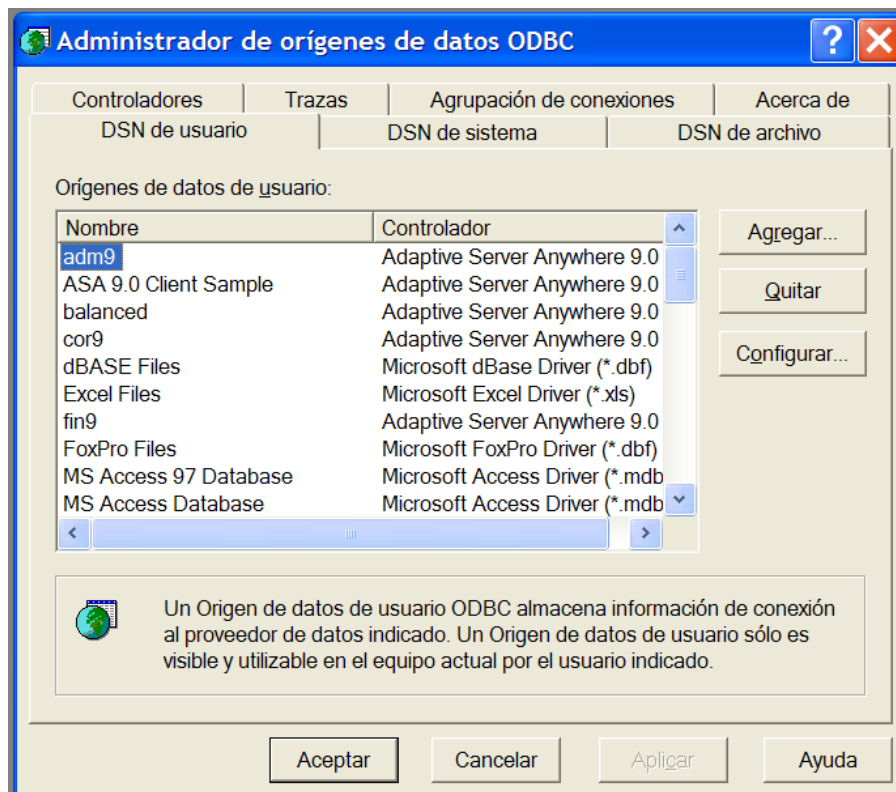 Administrador de orígenes de datos ODBC
Controladores Trazas Agrupación de conexiones Acerca de
DSN de usuario DSN de sistema DSN de archivo
Orígenes de datos de usuario:
Nombre Controlador
adm9 Adaptive Server Anywhere 9.0
ASA 9.0 Client Sample Adaptive Server Anywhere 9.0
balanced Adaptive Server Anywhere 9.0
cor9 Adaptive Server Anywhere 9.0
dBASE Files Microsoft dBase Driver (*.dbf)
Excel Files Microsoft Excel Driver (*.xls)
fin9 Adaptive Server Anywhere 9.0
FoxPro Files Microsoft FoxPro Driver (*.dbf)
MS Access 97 Database Microsoft Access Driver (*.mdb
MS Access Database Microsoft Access Driver (*.mdb
Agregar...
Quitar
Configurar...
Un Origen de datos de usuario ODBC almacena información de conexión
al proveedor de datos indicado. Un Origen de datos de usuario sólo es
visible y utilizable en el equipo actual por el usuario indicado.
Aceptar Cancelar Aplicar Ayuda